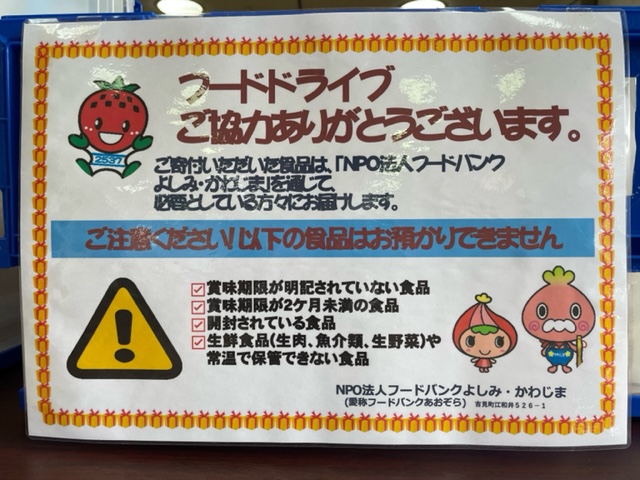 フードドライブ
ご協力ありがとうございます。
2537
ご寄付いただいた食品は、「NPO法人フードバンク
よしみ・かわじま」を通して、
必要としている方々にお届けします。
ご注意ください！以下の食品はお預かりできません
賞味期限が明記されていない食品
賞味期限が2ケ月未満の食品
開封されている食品
生鮮食品(生肉、魚介類、生野菜)や
常温で保管できない食品
NPO法人フードバンクよしみ・かわじま
(愛称フードバンクあおぞら) 吉見町江和井526-1